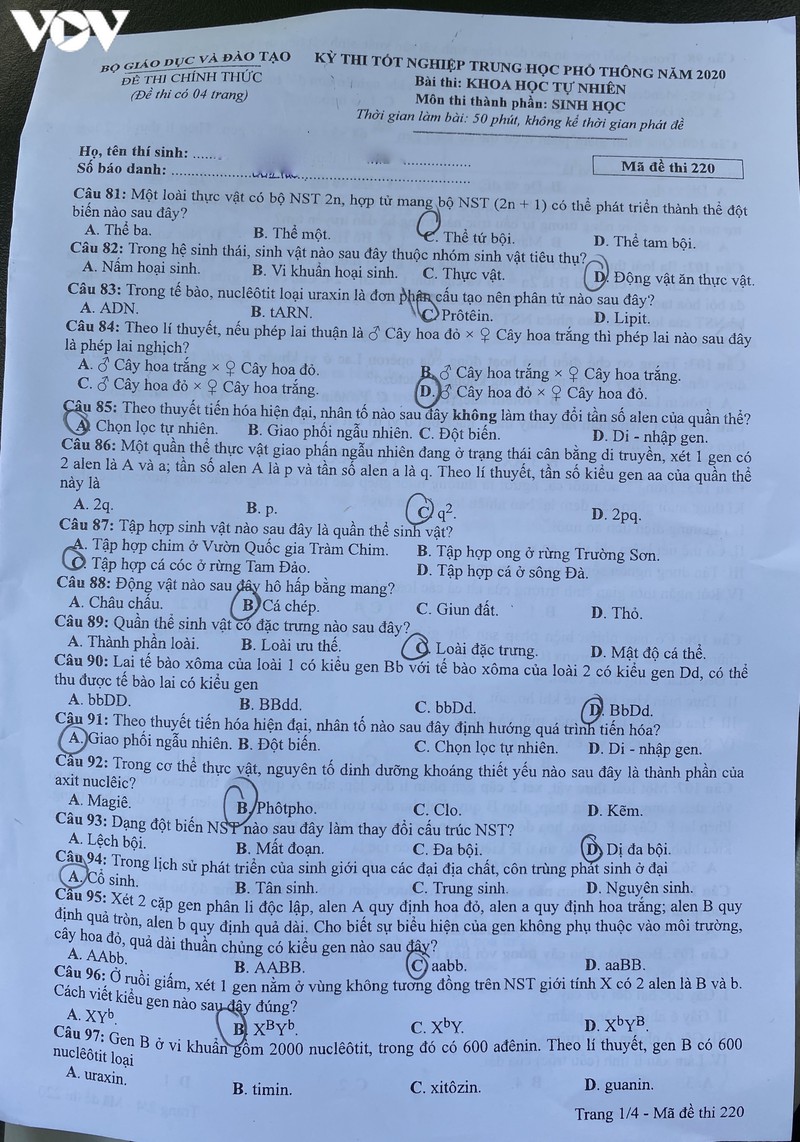 VOV
BỘ GIÁO DỤC VÀ ĐÀO TẠO
ĐỀ THI CHÍNH THỨC
(Đề thi có 04 trang)
KỲ THI TỐT NGHIỆP TRUNG HỌC PHỔ THÔNG NĂM 2020
Bài thi: KHOA HỌC TỰ NHIÊN
Môn thi thành phần: SINH HỌC
Thời gian làm bài: 50 phút, không kể thời gian phát đề
Họ, tên thí sinh:
Số báo danh:
Mã đề thi 220
Câu 81: Một loài thực vật có bộ NST 2n, hợp tử mang bộ NST (2n + 1) có thể phát triển thành thể đột
biến nào sau đây?
A. Thể ba. B. Thể một. C. Thể tứ bội. D. Thể tam bội.
Câu 82: Trong hệ sinh thái, sinh vật nào sau đây thuộc nhóm sinh vật tiêu thụ?
A. Nấm hoại sinh. B. Vi khuẩn hoại sinh. C. Thực vật. D. Động vật ăn thực vật.
Câu 83: Trong tế bào, nuclêôtit loại uraxin là đơn phân cấu tạo nên phân tử nào sau đây?
A. ADN. B. tARN. C. Prôtêin. D. Lipit.
Câu 84: Theo lí thuyết, nếu phép lai thuận là ♂ Cây hoa đỏ × ♀ Cây hoa trắng thì phép lai nào sau đây
là phép lai nghịch?
A. ♂ Cây hoa trắng × ♀ Cây hoa đỏ. B. ♂ Cây hoa trắng × ♀ Cây hoa trắng.
C. ♂ Cây hoa đỏ × ♀ Cây hoa trắng. D. ♂ Cây hoa đỏ × ♀ Cây hoa đỏ.
Câu 85: Theo thuyết tiến hóa hiện đại, nhân tố nào sau đây không làm thay đổi tần số alen của quần thể?
A. Chọn lọc tự nhiên. B. Giao phối ngẫu nhiên. C. Đột biến. D. Di - nhập gen.
Câu 86: Một quần thể thực vật giao phấn ngẫu nhiên đang ở trạng thái cân bằng di truyền, xét 1 gen có
2 alen là A và a; tần số alen A là p và tần số alen a là q. Theo lí thuyết, tần số kiểu gen aa của quần thể
này là
A. 2q. B. p. C. q². D. 2pq.
Câu 87: Tập hợp sinh vật nào sau đây là quần thể sinh vật?
A. Tập hợp chim ở Vườn Quốc gia Tràm Chim. B. Tập hợp ong ở rừng Trường Sơn.
C. Tập hợp cá cóc ở rừng Tam Đảo. D. Tập hợp cá ở sông Đà.
Câu 88: Động vật nào sau đây hô hấp bằng mang?
A. Châu chấu. B. Cá chép. C. Giun đất. D. Thỏ.
Câu 89: Quần thể sinh vật có đặc trưng nào sau đây?
A. Thành phần loài. B. Loài ưu thế. C. Loài đặc trưng. D. Mật độ cá thể.
Câu 90: Lai tế bào xôma của loài 1 có kiểu gen Bb với tế bào xôma của loài 2 có kiểu gen Dd, có thể
thu được tế bào lai có kiểu gen
A. bbDD. B. BBdd. C. bbDd. D. BbDd.
Câu 91: Theo thuyết tiến hóa hiện đại, nhân tố nào sau đây định hướng quá trình tiến hóa?
A. Giao phối ngẫu nhiên. B. Đột biến. C. Chọn lọc tự nhiên. D. Di - nhập gen.
Câu 92: Trong cơ thể thực vật, nguyên tố dinh dưỡng khoáng thiết yếu nào sau đây là thành phần của
axit nuclêic?
A. Magiê. B. Phôtpho. C. Clo. D. Kẽm.
Câu 93: Dạng đột biến NST nào sau đây làm thay đổi cấu trúc NST?
A. Lệch bội. B. Mất đoạn. C. Đa bội. D. Dị đa bội.
Câu 94: Trong lịch sử phát triển của sinh giới qua các đại địa chất, côn trùng phát sinh ở đại
A. Cổ sinh. B. Tân sinh. C. Trung sinh. D. Nguyên sinh.
Câu 95: Xét 2 cặp gen phân li độc lập, alen A quy định hoa đỏ, alen a quy định hoa trắng; alen B quy
định quả tròn, alen b quy định quả dài. Cho biết sự biểu hiện của gen không phụ thuộc vào môi trường,
cây hoa đỏ, quả dài thuần chủng có kiểu gen nào sau đây?
A. AAbb. B. AABB. C. aabb. D. aaBB.
Câu 96: Ở ruồi giấm, xét 1 gen nằm ở vùng không tương đồng trên NST giới tính X có 2 alen là B và b.
Cách viết kiểu gen nào sau đây đúng?
A. XYᵇ. B. XᴮYᵇ. C. XᵇY. D. XᵇYᴮ.
Câu 97: Gen B ở vi khuẩn gồm 2000 nuclêôtit, trong đó có 600 ađênin. Theo lí thuyết, gen B có 600
nuclêôtit loại
A. uraxin. B. timin. C. xitôzin. D. guanin.
Trang 1/4 - Mã đề thi 220